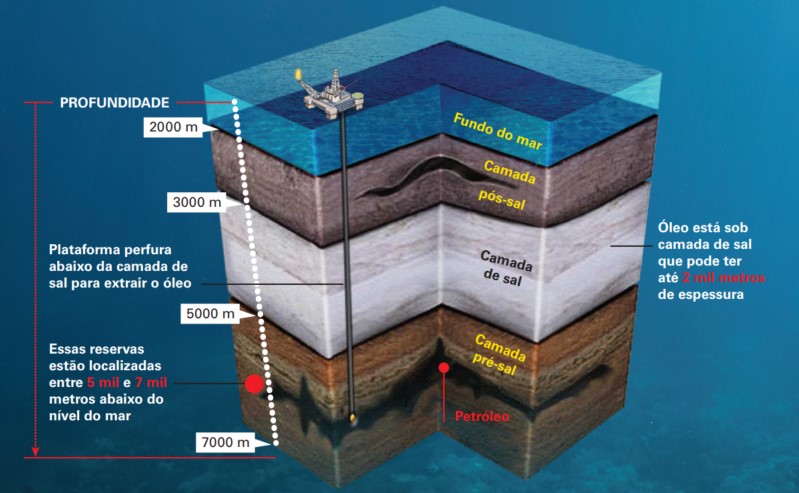 PROFUNDIDADE
2000 m
Fundo do mar
Camada
pós-sal
3000 m
Plataforma perfura
abaixo da camada de
sal para extrair o óleo
Camada
de sal
Óleo está sob
camada de sal
que pode ter
até 2 mil metros
de espessura
5000 m
Essas reservas
estão localizadas
entre 5 mil e 7 mil
metros abaixo do
nível do mar
Camada
pré-sal
Petróleo
7000 m